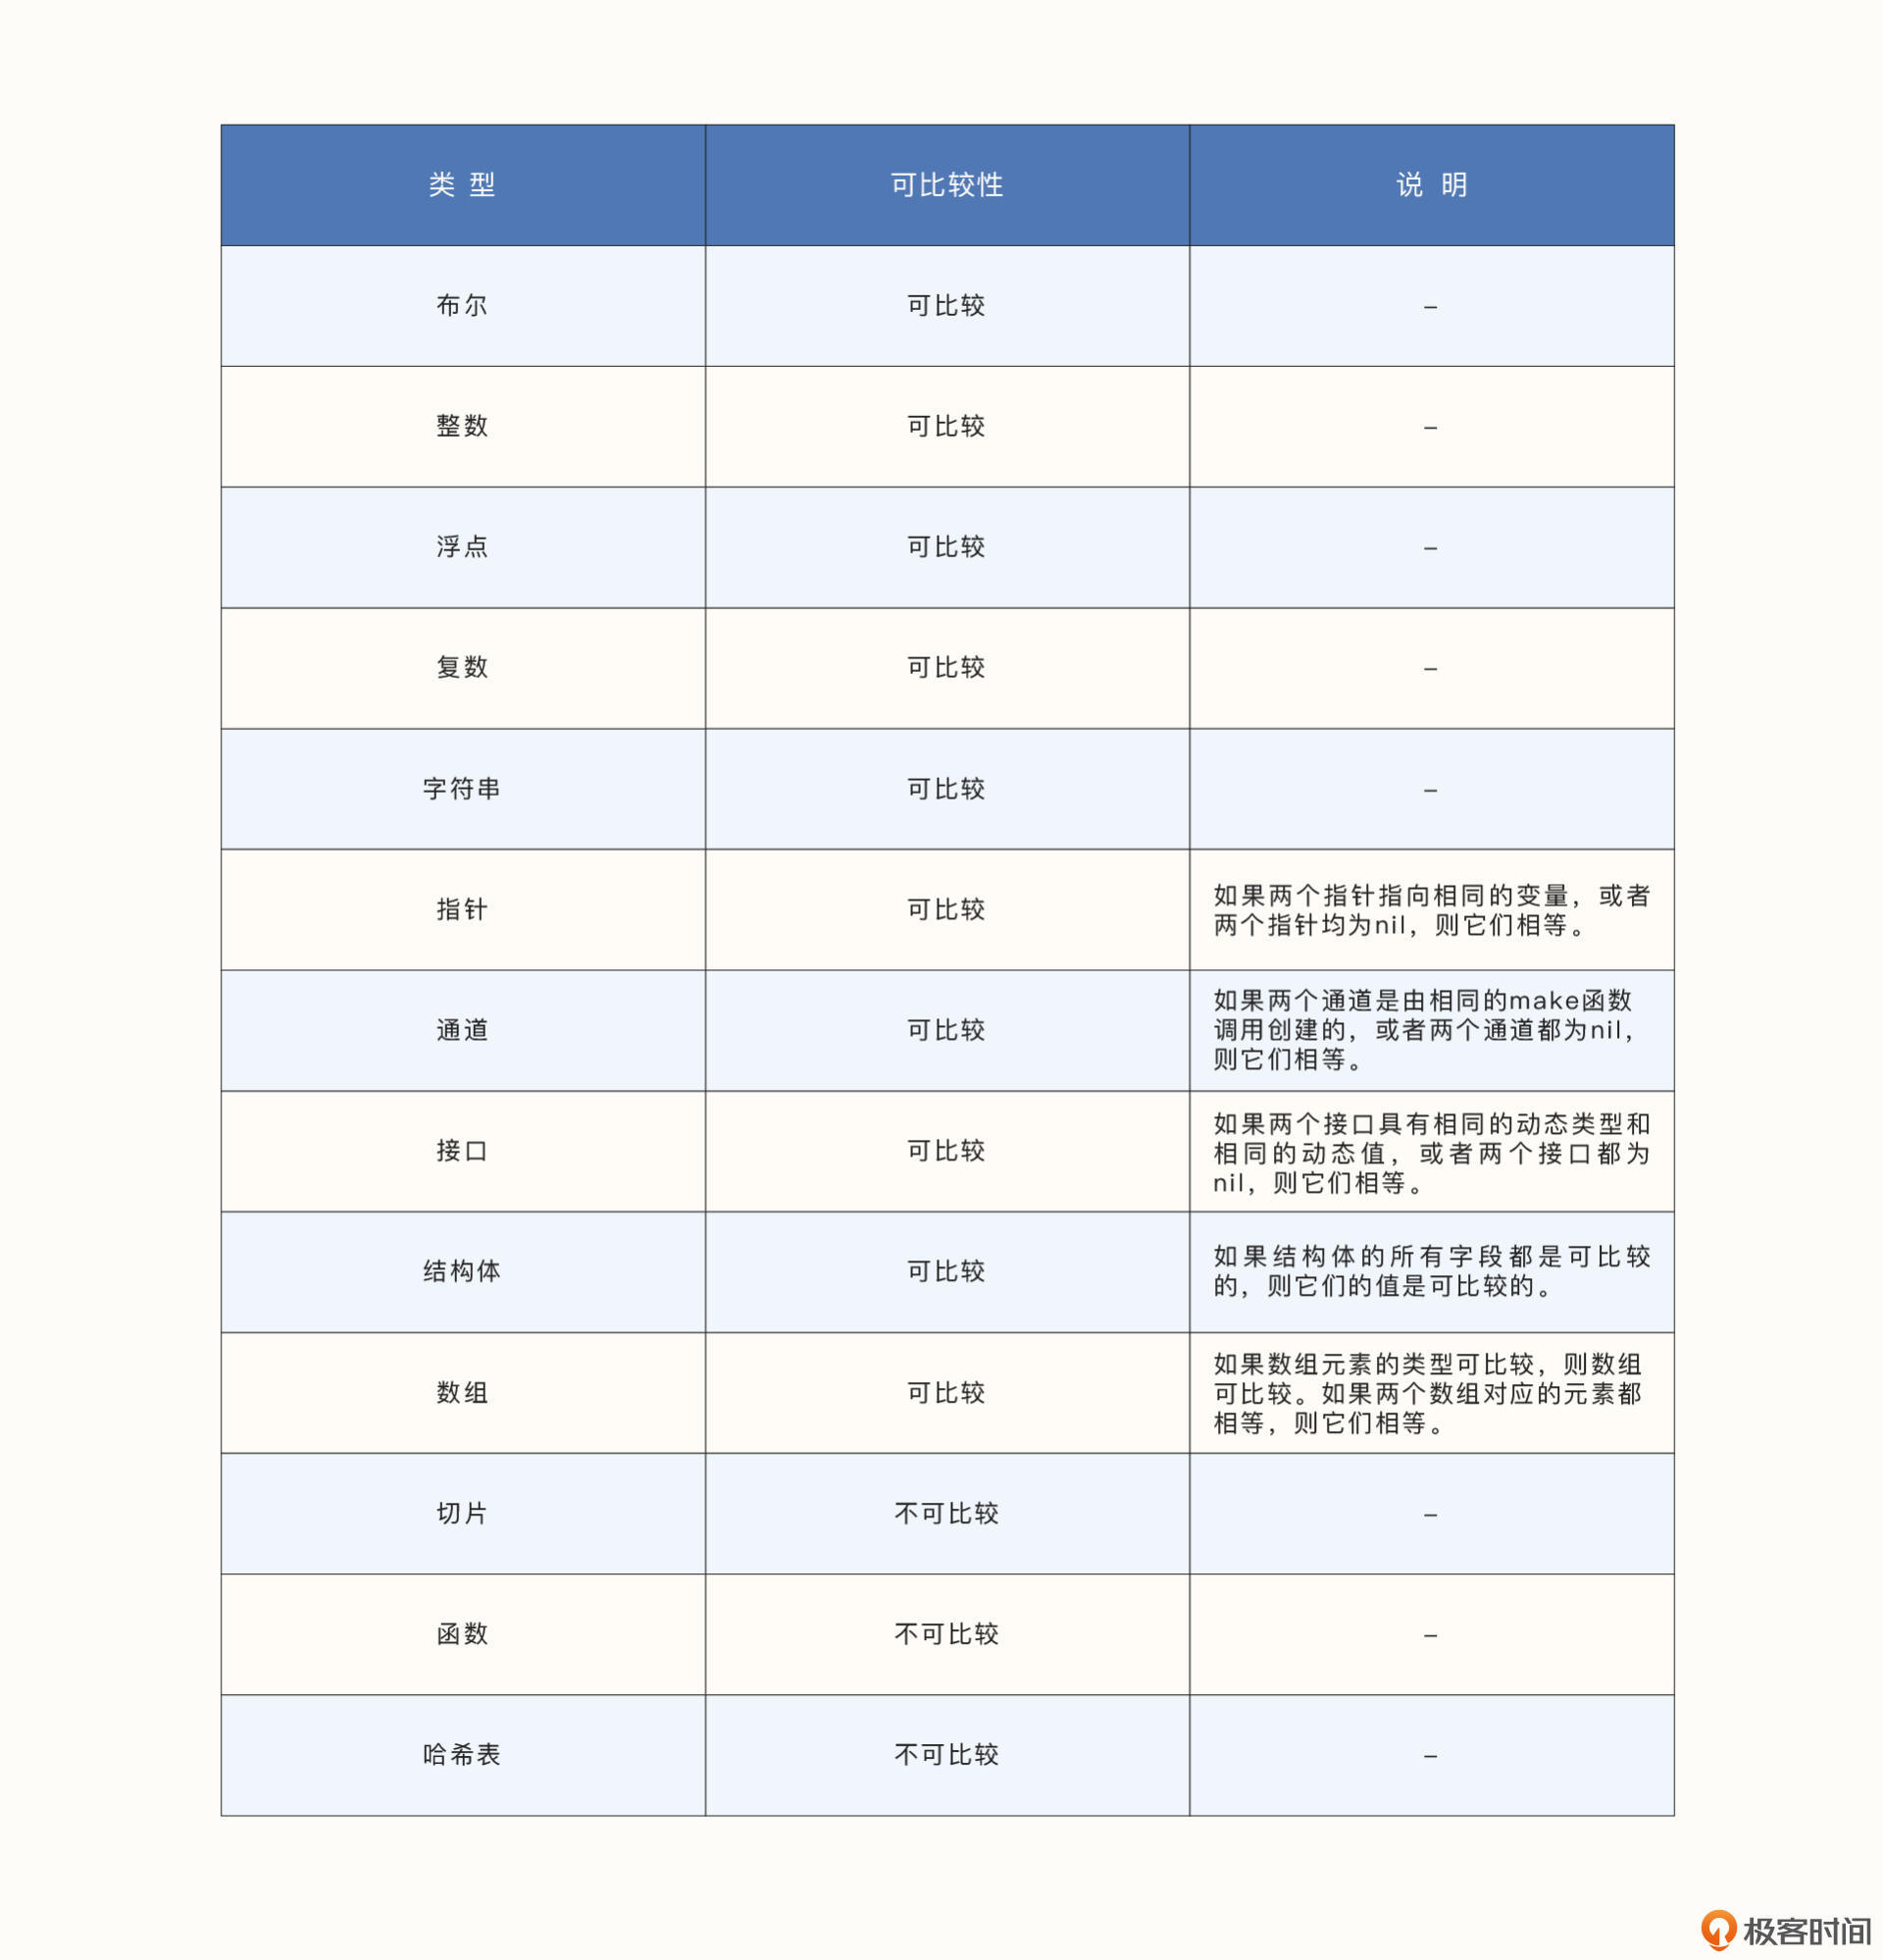 类 型 可比较性 说 明
布尔 可比较 –
整数 可比较 –
浮点 可比较 –
复数 可比较 –
字符串 可比较 –
指针 可比较 如果两个指针指向相同的变量，或者
两个指针均为nil，则它们相等。
通道 可比较 如果两个通道是由相同的make函数
调用创建的，或者两个通道都为nil，
则它们相等。
接口 可比较 如果两个接口具有相同的动态类型和
相同的动态值，或者两个接口都为
nil，则它们相等。
结构体 可比较 如果结构体的所有字段都是可比较
的，则它们的值是可比较的。
数组 可比较 如果数组元素的类型可比较，则数组
可比较。如果两个数组对应的元素都
相等，则它们相等。
切片 不可比较 –
函数 不可比较 –
哈希表 不可比较 –
极客时间